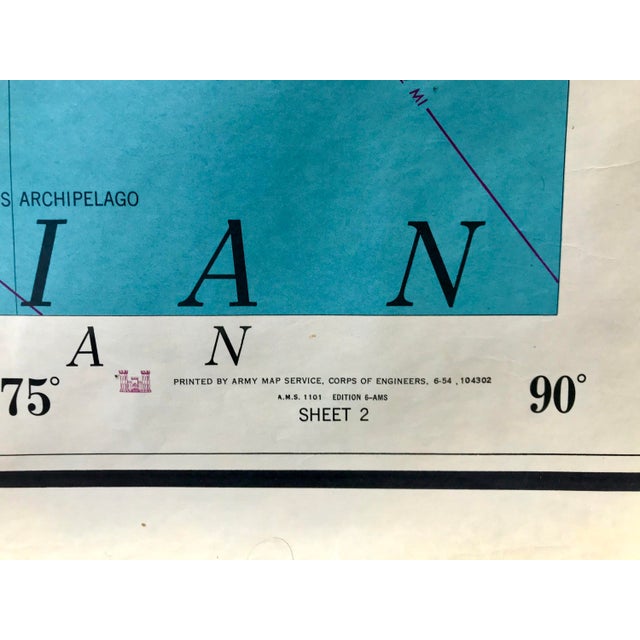 MI
S ARCHIPELAGO
I A N
A N
75°
PRINTED BY ARMY MAP SERVICE, CORPS OF ENGINEERS, 6-54, 104302
90°
A.M.S. 1101 EDITION 6-AMS
SHEET 2